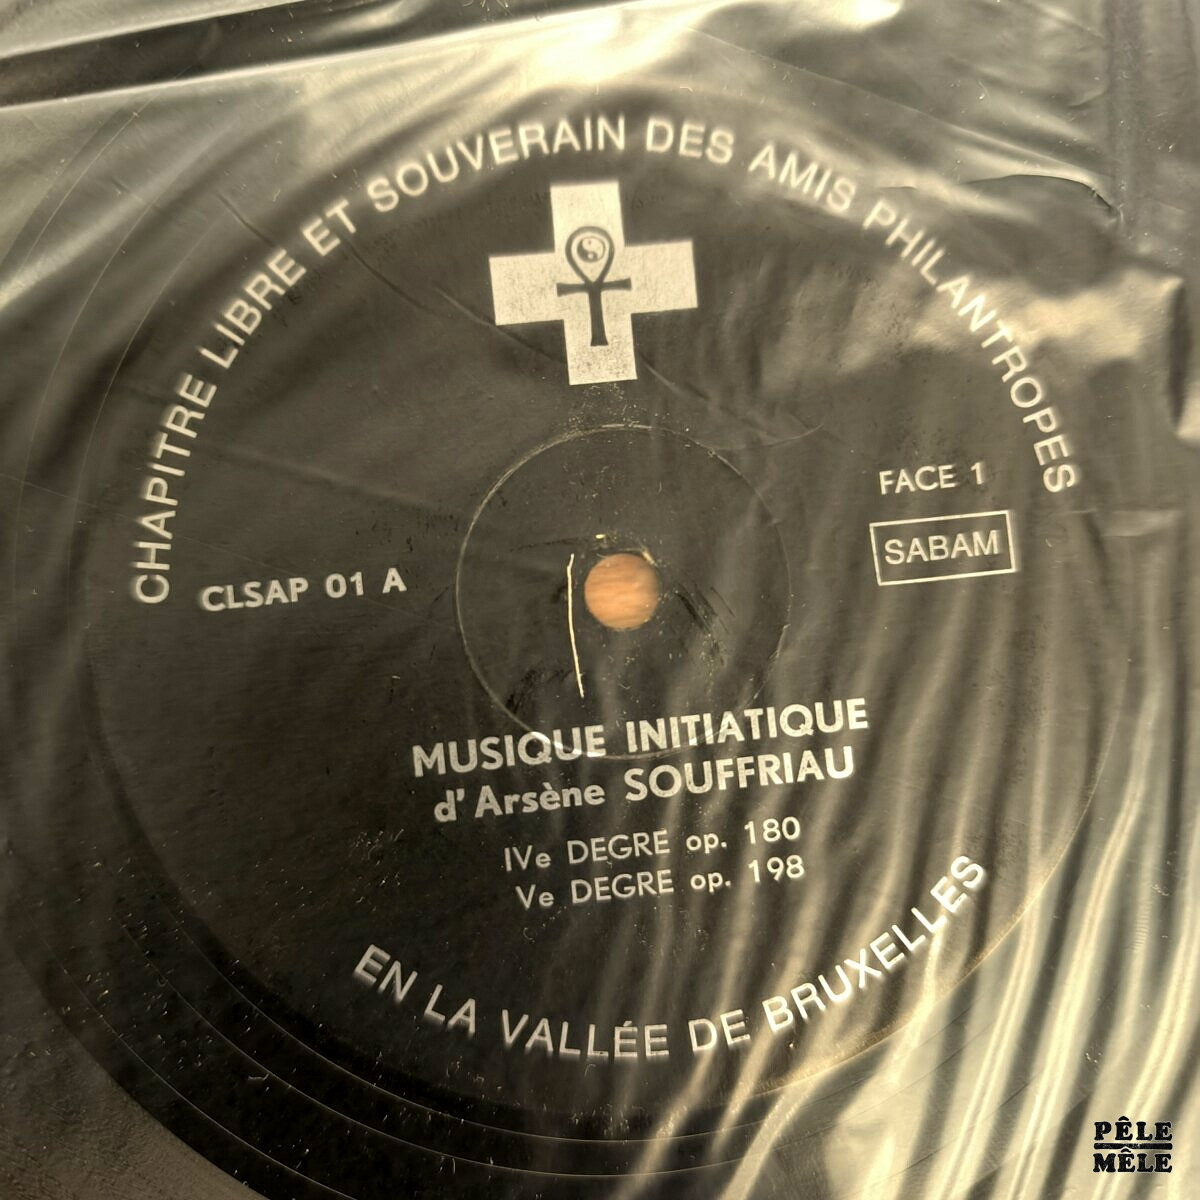 CHAPITRE LIBRE ET SOUVERAIN DES AMIS PHILANTROPES
FACE 1
SABAM
CLSAP 01 A
MUSIQUE INITIATIQUE
d'Arsène SOUFFRIAU
IVe DEGRE op. 180
Ve DEGRE op. 198
EN LA VALLÉE DE BRUXELLES
PÊLE
MÊLE